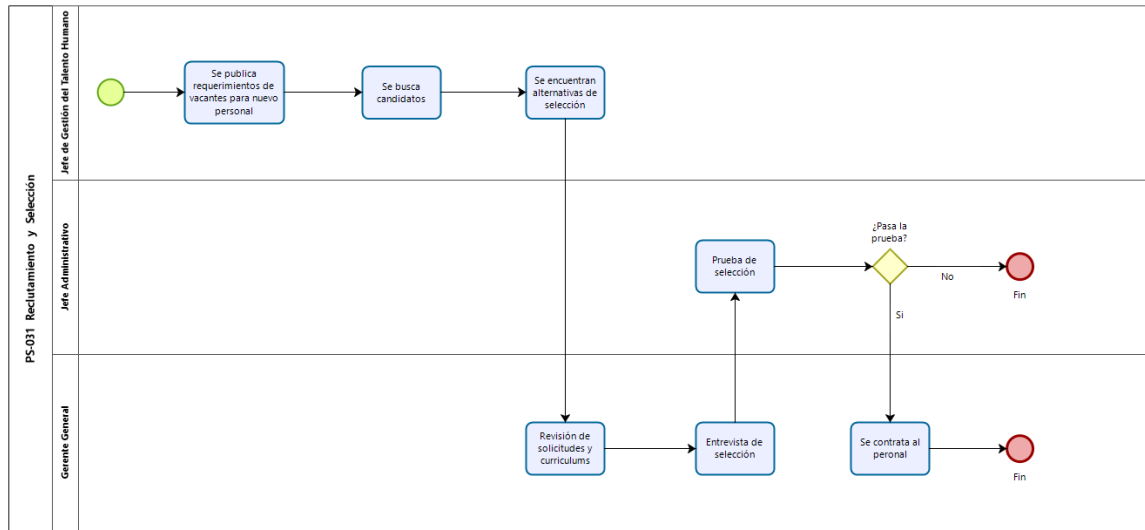 PS-031 Reclutamiento y Selección
Jefe de Gestión del Talento Humano
Se publica
requerimientos de
vacantes para nuevo
personal
Se busca
candidatos
Se encuentran
alternativas de
selección
Jefe Administrativo
Prueba de
selección
¿Pasa la
prueba?
No
Fin
Si
Gerente General
Revisión de
solicitudes y
curriculums
Entrevista de
selección
Se contrata al
peronal
Fin